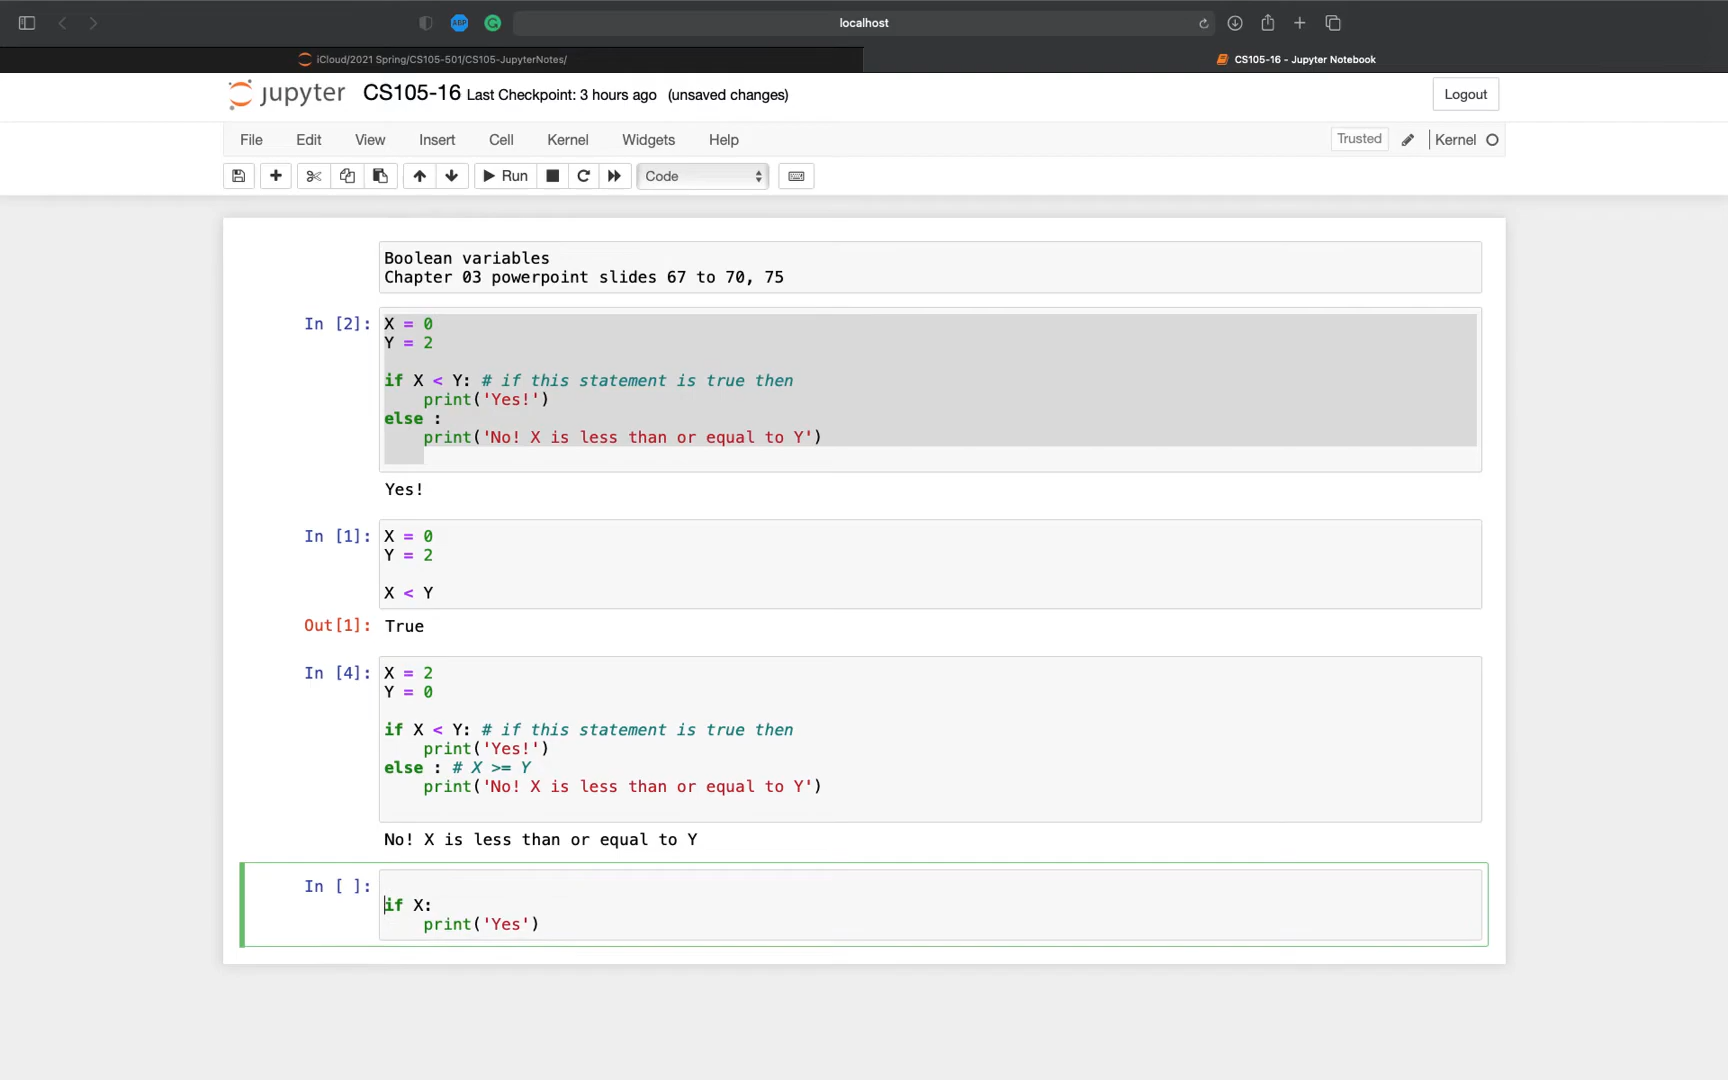 localhost
iCloud/2021 Spring/CS105-501/CS105-JupyterNotes/
CS105-16 - Jupyter Notebook
ABP
jupyter CS105-16 Last Checkpoint: 3 hours ago (unsaved changes)
Logout
File Edit View Insert Cell Kernel Widgets Help
Trusted Kernel
Run Code
Boolean variables
Chapter 03 powerpoint slides 67 to 70, 75
In [2]: X = 0
Y = 2
if X < Y: # if this statement is true then
print('Yes!')
else :
print('No! X is less than or equal to Y')
Yes!
In [1]: X = 0
Y = 2
X < Y
Out[1]: True
In [4]: X = 2
Y = 0
if X < Y: # if this statement is true then
print('Yes!')
else : # X >= Y
print('No! X is less than or equal to Y')
No! X is less than or equal to Y
In [ ]:
if X:
print('Yes')